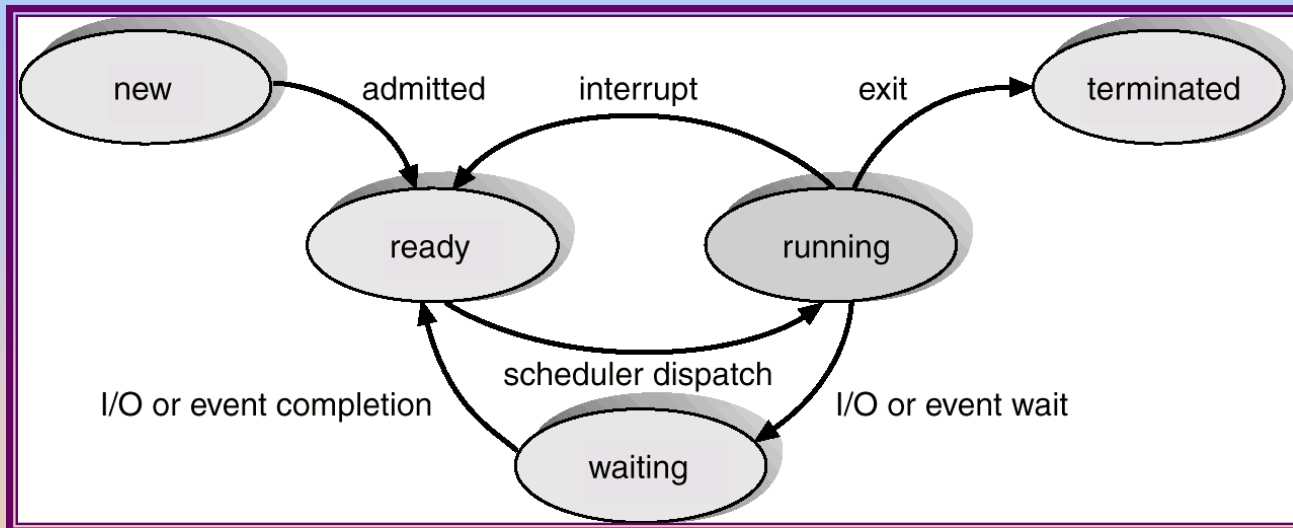 new
admitted
interrupt
exit
terminated
ready
running
scheduler dispatch
I/O or event completion
I/O or event wait
waiting